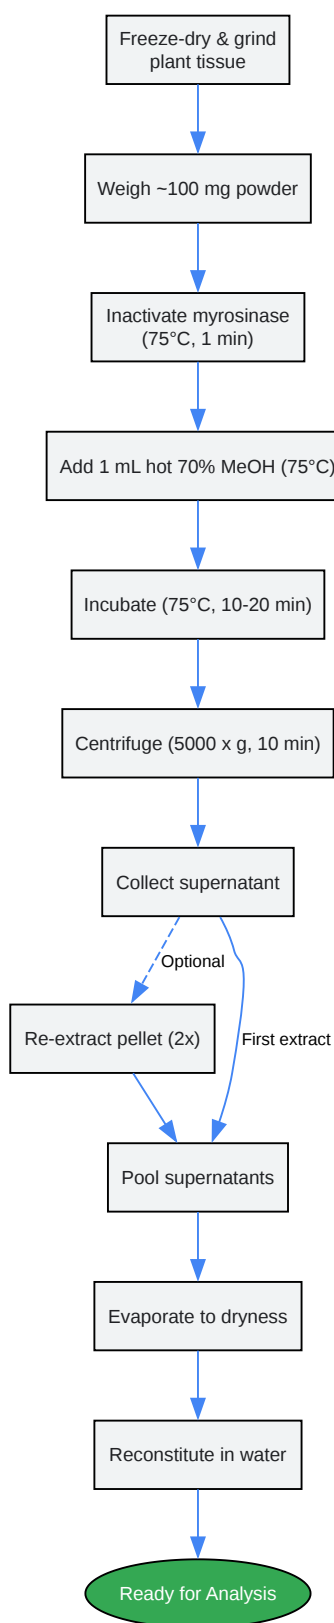 Freeze-dry & grind
plant tissue
Weigh ~100 mg powder
Inactivate myrosinase
(75°C, 1 min)
Add 1 mL hot 70% MeOH (75°C)
Incubate (75°C, 10-20 min)
Centrifuge (5000 x g, 10 min)
Collect supernatant
Optional
Re-extract pellet (2x)
First extract
Pool supernatants
Evaporate to dryness
Reconstitute in water
Ready for Analysis